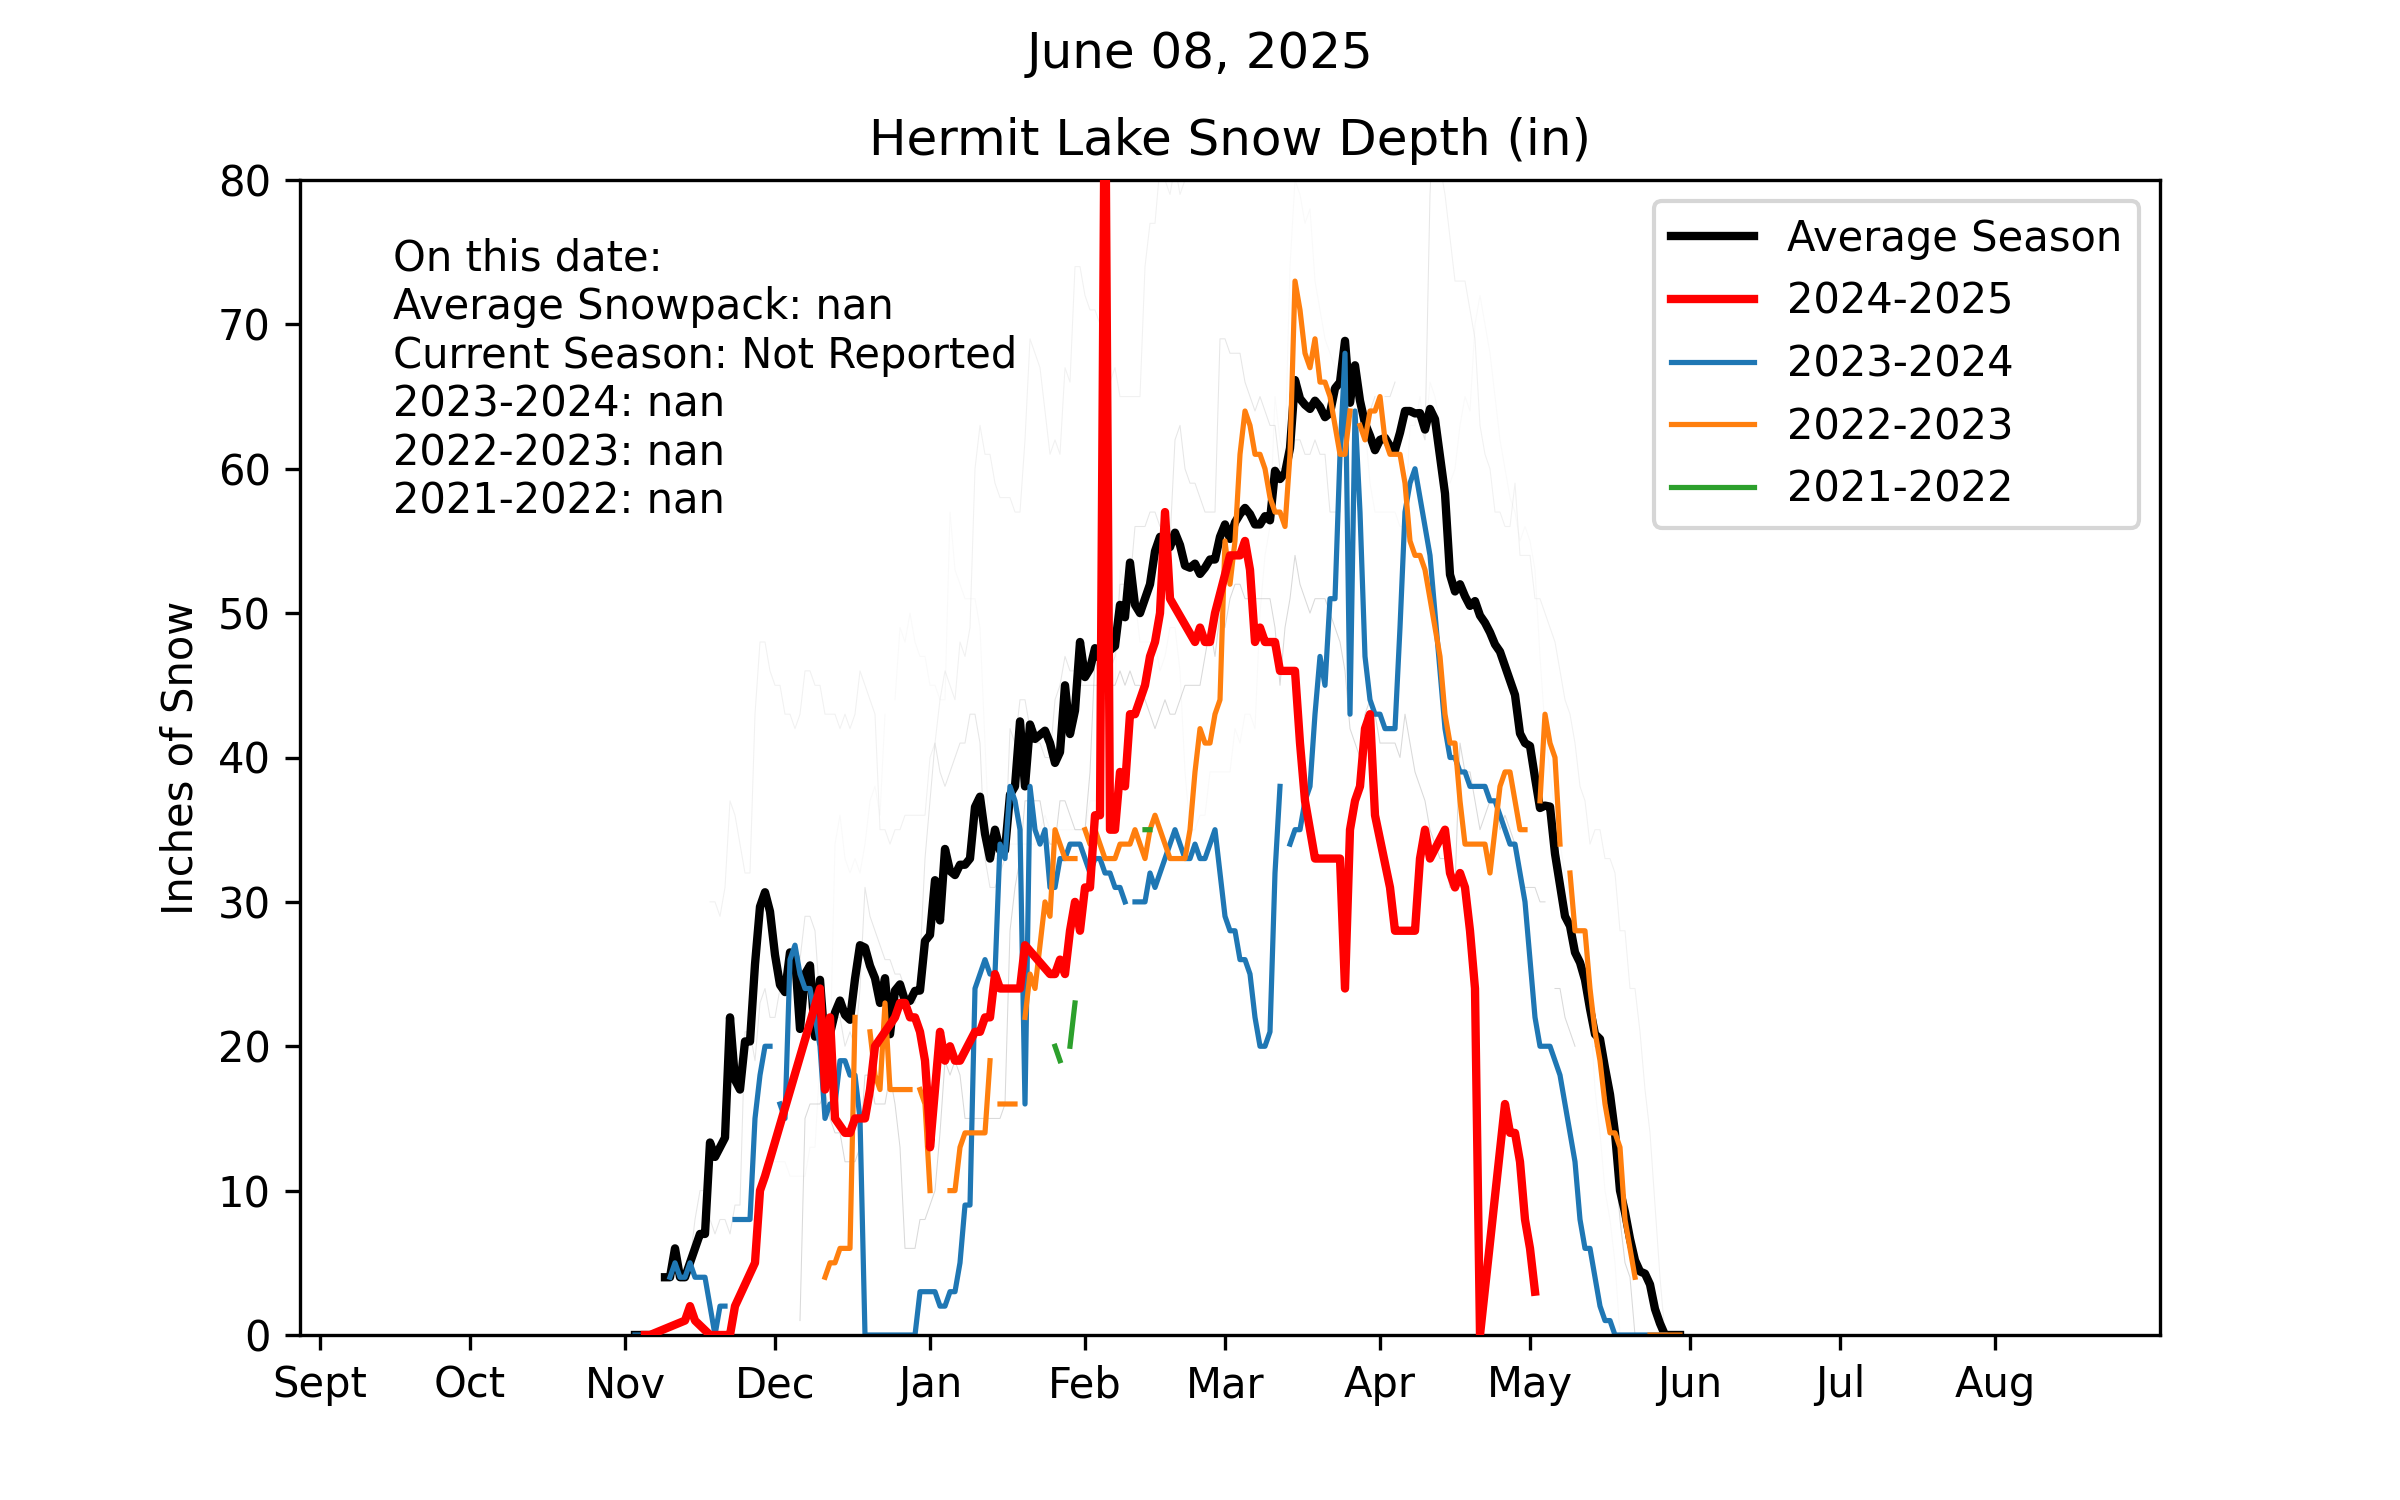 June 08, 2025
Hermit Lake Snow Depth (in)
80
70
60
50
40
30
20
10
0
Inches of Snow
On this date:
Average Snowpack: nan
Current Season: Not Reported
2023-2024: nan
2022-2023: nan
2021-2022: nan
Average Season
2024-2025
2023-2024
2022-2023
2021-2022
Sept Oct Nov Dec Jan Feb Mar Apr May Jun Jul Aug